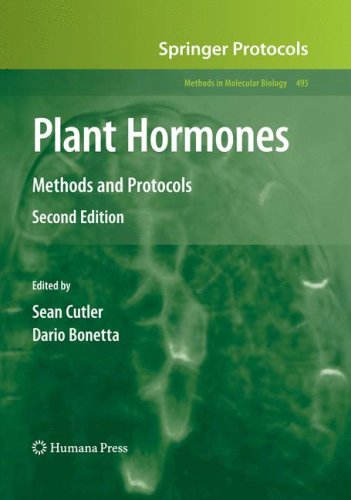 Springer Protocols
Methods in Molecular Biology 495
Plant Hormones
Methods and Protocols
Second Edition
Edited by
Sean Cutler
Dario Bonetta
Humana Press